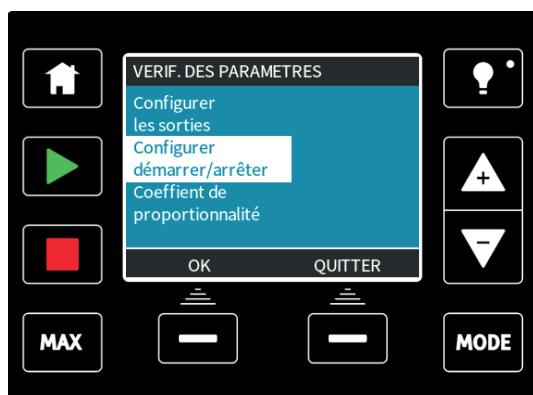 VERIF. DES PARAMETRES
Configurer
les sorties
Configurer
démarrer/arrêter
Coeffient de
proportionnalité
OK QUITTER
+
-
MAX
MODE